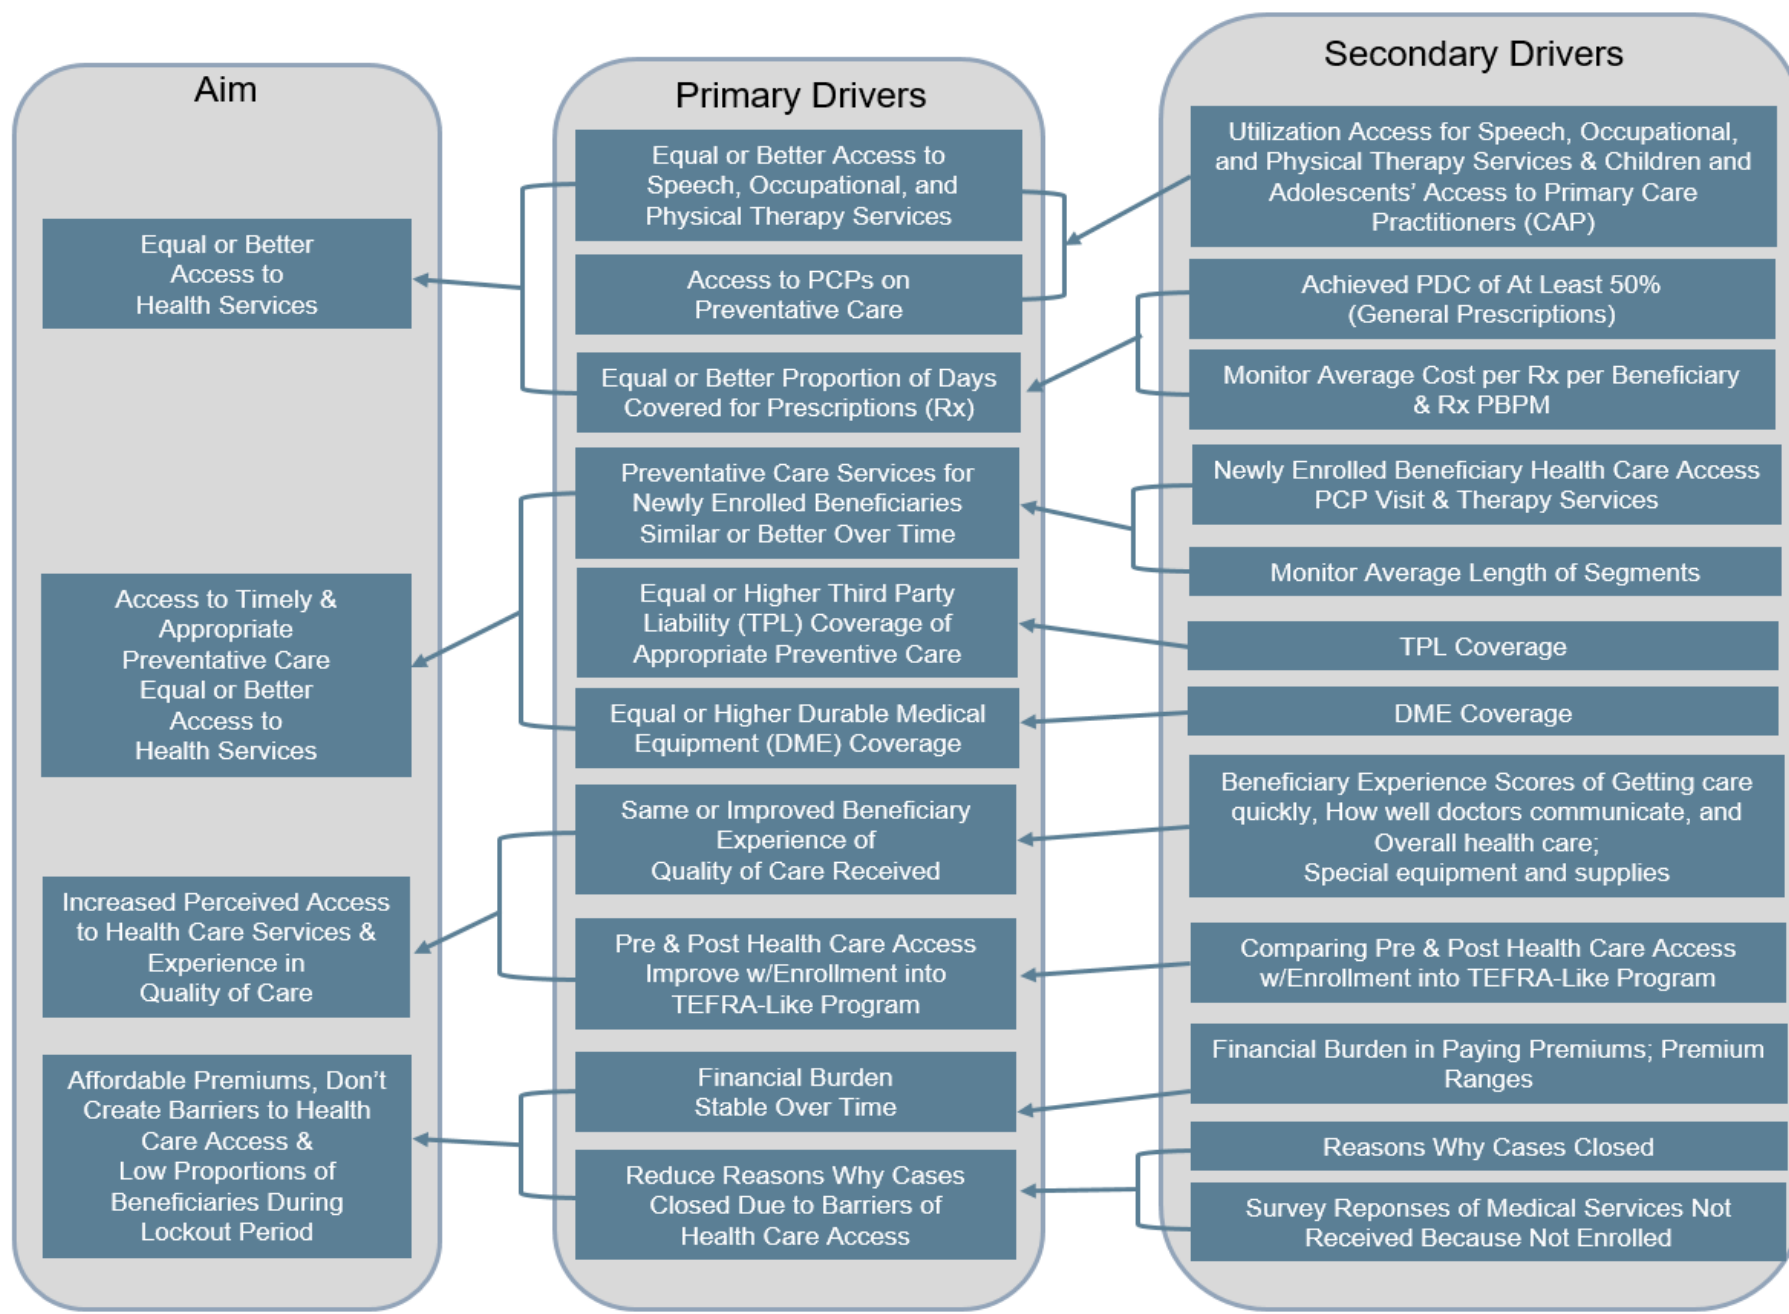 Aim
Equal or Better
Access to
Health Services
Access to Timely &
Appropriate
Preventative Care
Equal or Better
Access to
Health Services
Increased Perceived Access
to Health Care Services &
Experience in
Quality of Care
Affordable Premiums, Don't
Create Barriers to Health
Care Access &
Low Proportions of
Beneficiaries During
Lockout Period
Primary Drivers
Equal or Better Access to
Speech, Occupational, and
Physical Therapy Services
Access to PCPs on
Preventative Care
Equal or Better Proportion of Days
Covered for Prescriptions (Rx)
Preventative Care Services for
Newly Enrolled Beneficiaries
Similar or Better Over Time
Equal or Higher Third Party
Liability (TPL) Coverage of
Appropriate Preventive Care
Equal or Higher Durable Medical
Equipment (DME) Coverage
Same or Improved Beneficiary
Experience of
Quality of Care Received
Pre & Post Health Care Access
Improve w/Enrollment into
TEFRA-Like Program
Financial Burden
Stable Over Time
Reduce Reasons Why Cases
Closed Due to Barriers of
Health Care Access
Secondary Drivers
Utilization Access for Speech, Occupational,
and Physical Therapy Services & Children and
Adolescents' Access to Primary Care
Practitioners (CAP)
Achieved PDC of At Least 50%
(General Prescriptions)
Monitor Average Cost per Rx per Beneficiary
& Rx PBPM
Newly Enrolled Beneficiary Health Care Access
PCP Visit & Therapy Services
Monitor Average Length of Segments
TPL Coverage
DME Coverage
Beneficiary Experience Scores of Getting care
quickly, How well doctors communicate, and
Overall health care;
Special equipment and supplies
Comparing Pre & Post Health Care Access
w/Enrollment into TEFRA-Like Program
Financial Burden in Paying Premiums; Premium
Ranges
Reasons Why Cases Closed
Survey Reponses of Medical Services Not
Received Because Not Enrolled